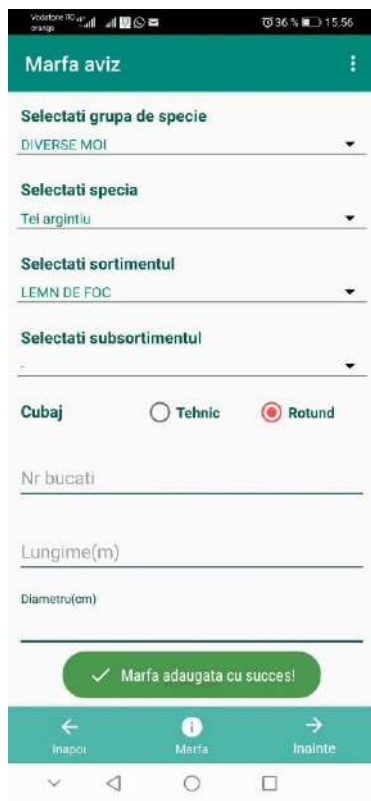 Vodafone RO
orange
36 % 15:56
Marfa aviz
Selectati grupa de specie
DIVERSE MOI
Selectati specia
Tei argintiu
Selectati sortimentul
LEMN DE FOC
Selectati subsortimentul
-
Cubaj Tehnic Rotund
Nr bucati
Lungime(m)
Diametru(cm)
Marfa adaugata cu succes!
Inapoi Marfa Inainte